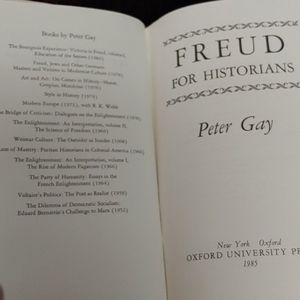 Books by Peter Gay
The Bourgeois Experience: Victoria to Freud, volume I,
Education of the Senses (1984)
Freud, Jews and Other Germans:
Masters and Victims in Modernist Culture (1978)
Art and Act: On Causes in History—Manet,
Gropius, Mondrian (1976)
Style in History (1974)
Modern Europe (1973), with R. K. Webb
The Bridge of Criticism: Dialogues on the Enlightenment (1970)
The Enlightenment: An Interpretation, volume II,
The Science of Freedom (1969)
Weimar Culture: The Outsider as Insider (1968)
Loss of Mastery: Puritan Historians in Colonial America (1966)
The Enlightenment: An Interpretation, volume I,
The Rise of Modern Paganism (1966)
The Party of Humanity: Essays in the
French Enlightenment (1964)
Voltaire's Politics: The Poet as Realist (1959)
The Dilemma of Democratic Socialism:
Eduard Bernstein's Challenge to Marx (1952)
FREUD
FOR HISTORIANS
Peter Gay
New York Oxford
OXFORD UNIVERSITY PRE
1985